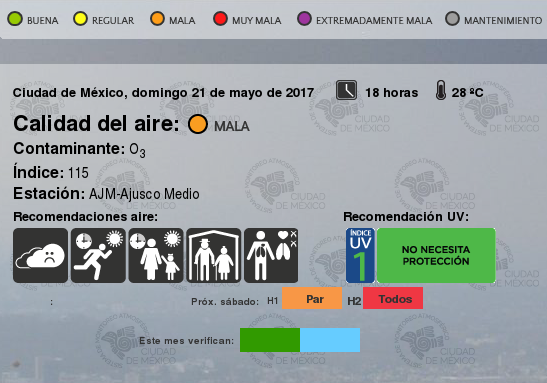 BUENA REGULAR MALA MUY MALA EXTREMADAMENTE MALA MANTENIMIENTO
Ciudad de México, domingo 21 de mayo de 2017 18 horas 28 ºC
Calidad del aire: MALA
Contaminante: O3
Índice: 115
Estación: AJM-Ajusco Medio
Recomendaciones aire: Recomendación UV:
ÍNDICE UV 1 NO NECESITA PROTECCIÓN
: Próx. sábado: H1 Par H2 Todos
Este mes verifican:
CIUDAD DE MÉXICO